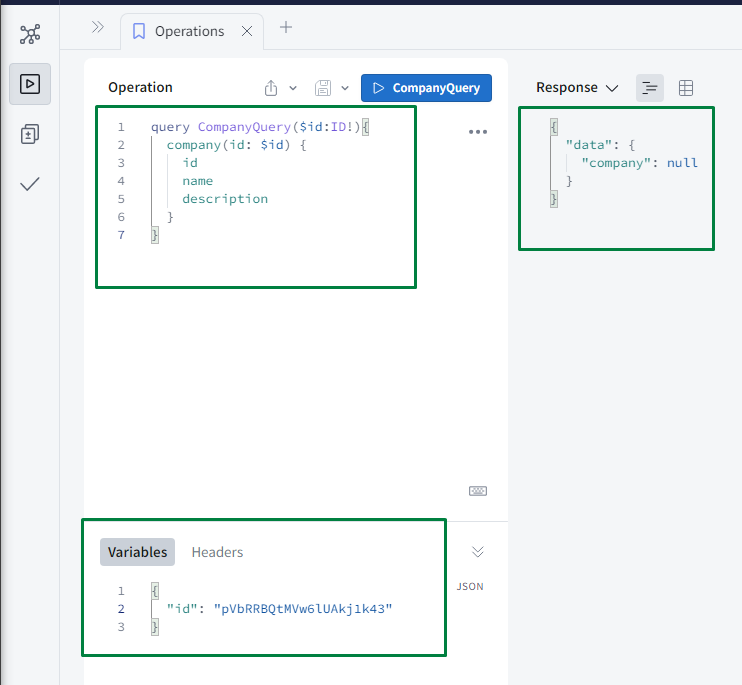 Operations
Operation
CompanyQuery
1 query CompanyQuery($id:ID!){
2 company(id: $id) {
3 id
4 name
5 description
6 }
7 }
Response
{
"data": {
"company": null
}
}
Variables Headers
JSON
1 {
2 "id": "pVbRRBQtMVw6lUAkj1k43"
3 }